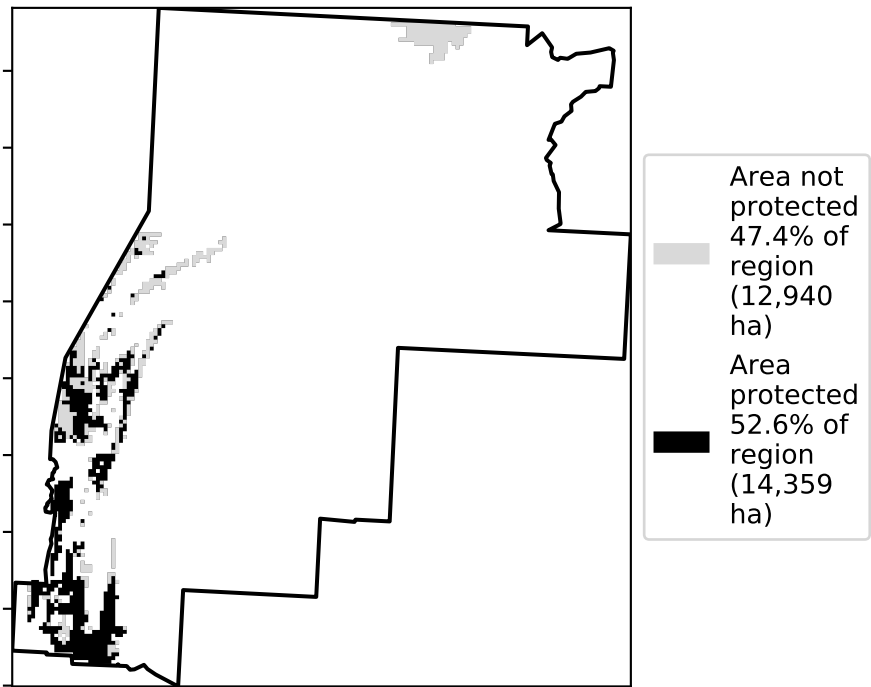 Area not
protected
47.4% of
region
(12,940
ha)
Area
protected
52.6% of
region
(14,359
ha)